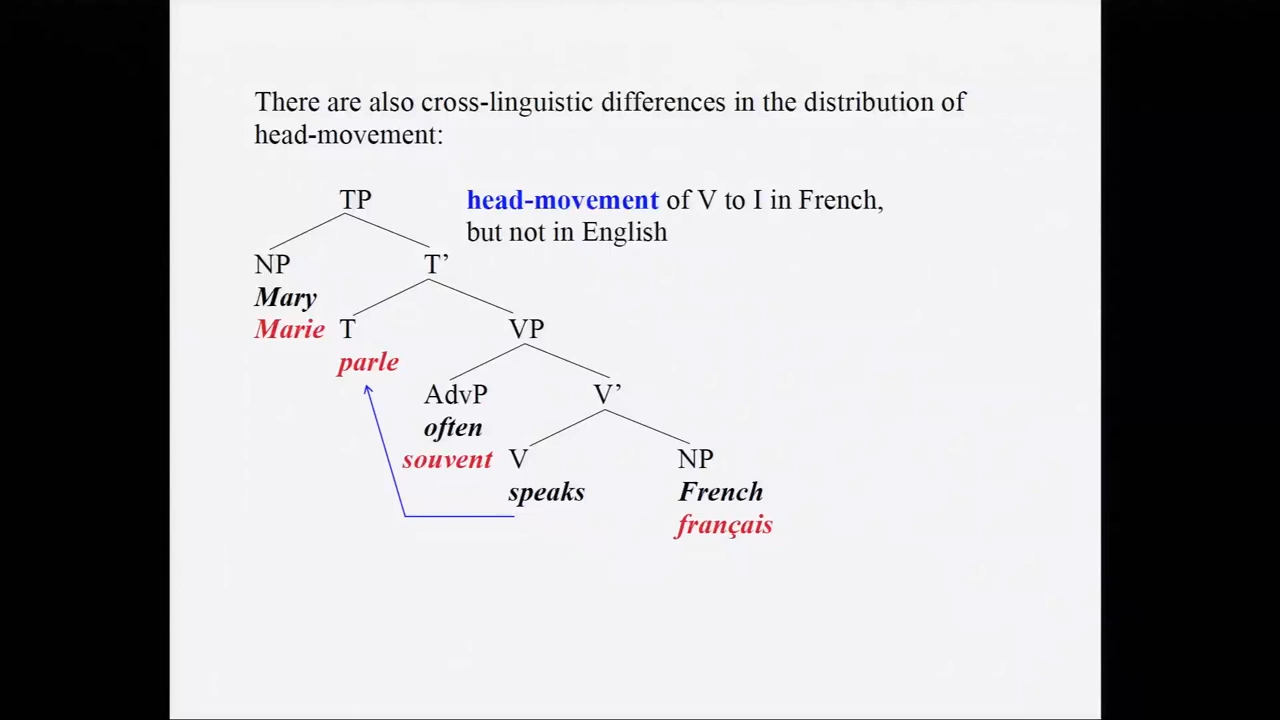 There are also cross-linguistic differences in the distribution of
head-movement:
TP
head-movement of V to I in French,
but not in English
NP
T’
Mary
Marie
T
VP
parle
AdvP
V’
often
souvent
V
NP
speaks
French
français